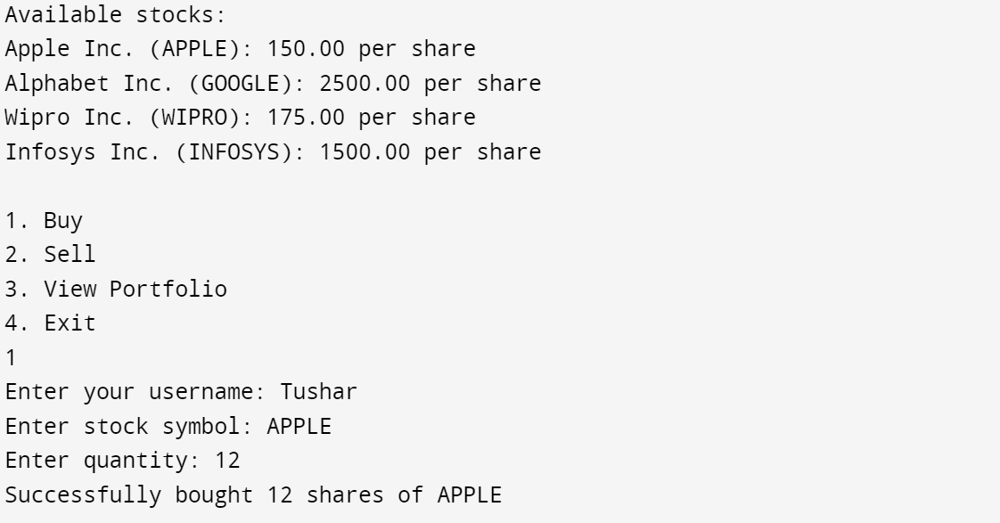 Available stocks:
Apple Inc. (APPLE): 150.00 per share
Alphabet Inc. (GOOGLE): 2500.00 per share
Wipro Inc. (WIPRO): 175.00 per share
Infosys Inc. (INFOSYS): 1500.00 per share
1. Buy
2. Sell
3. View Portfolio
4. Exit
1
Enter your username: Tushar
Enter stock symbol: APPLE
Enter quantity: 12
Successfully bought 12 shares of APPLE